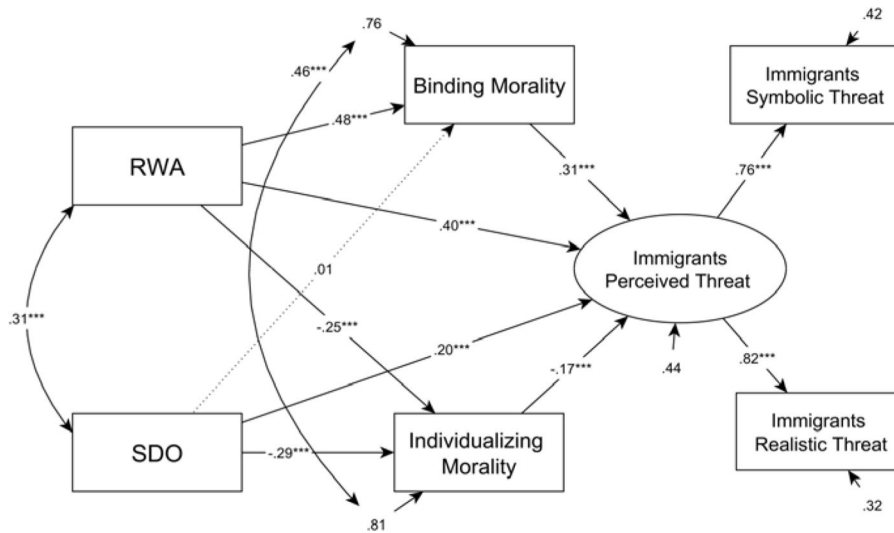 .76
.42
.46***
Binding Morality
Immigrants
Symbolic Threat
.48***
RWA
.31***
.76***
.40***
Immigrants
Perceived Threat
.01
.31***
-.25***
.20***
-.17***
.44
.82***
SDO
-.29***
Individualizing
Morality
Immigrants
Realistic Threat
.81
.32